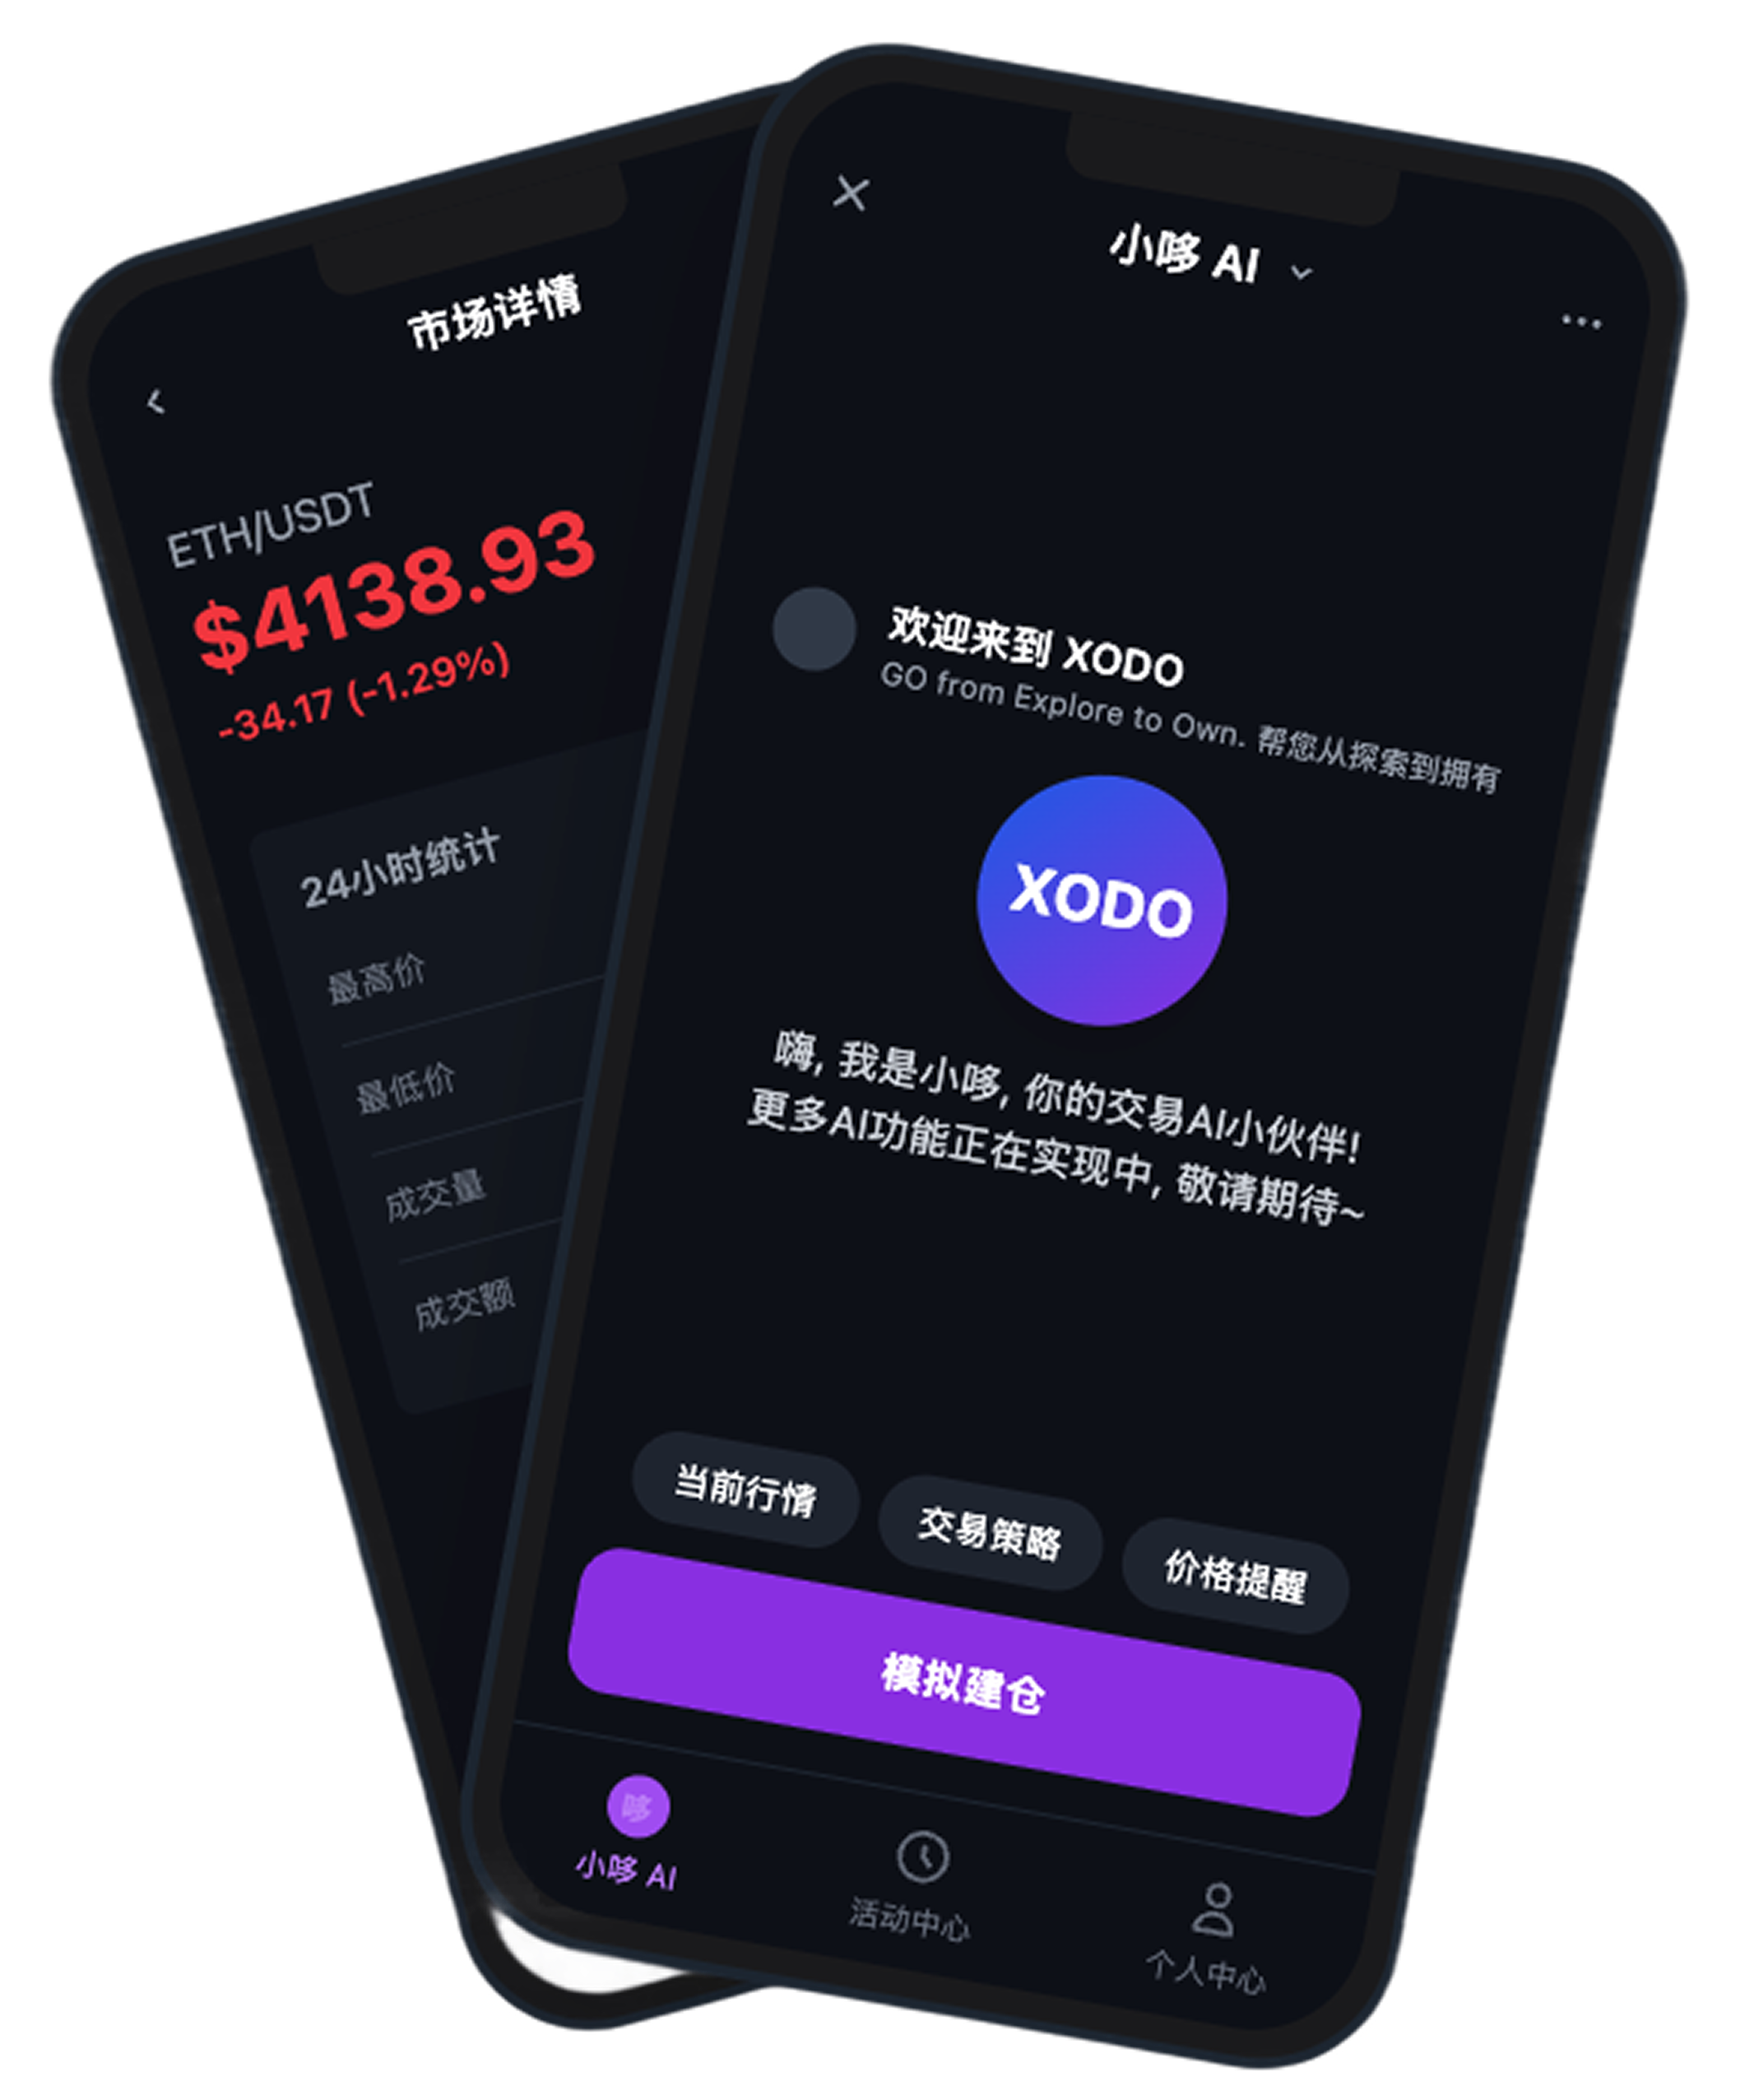 市场详情
ETH/USDT
$4138.93
-34.17 (-1.29%)
24小时统计
最高价
最低价
成交量
成交额
小哆 AI
欢迎来到 XODO
GO from Explore to Own. 帮您从探索到拥有
XODO
嗨, 我是小哆, 你的交易AI小伙伴!
更多AI功能正在实现中, 敬请期待~
当前行情
交易策略
价格提醒
模拟建仓
哆
小哆 AI
活动中心
个人中心